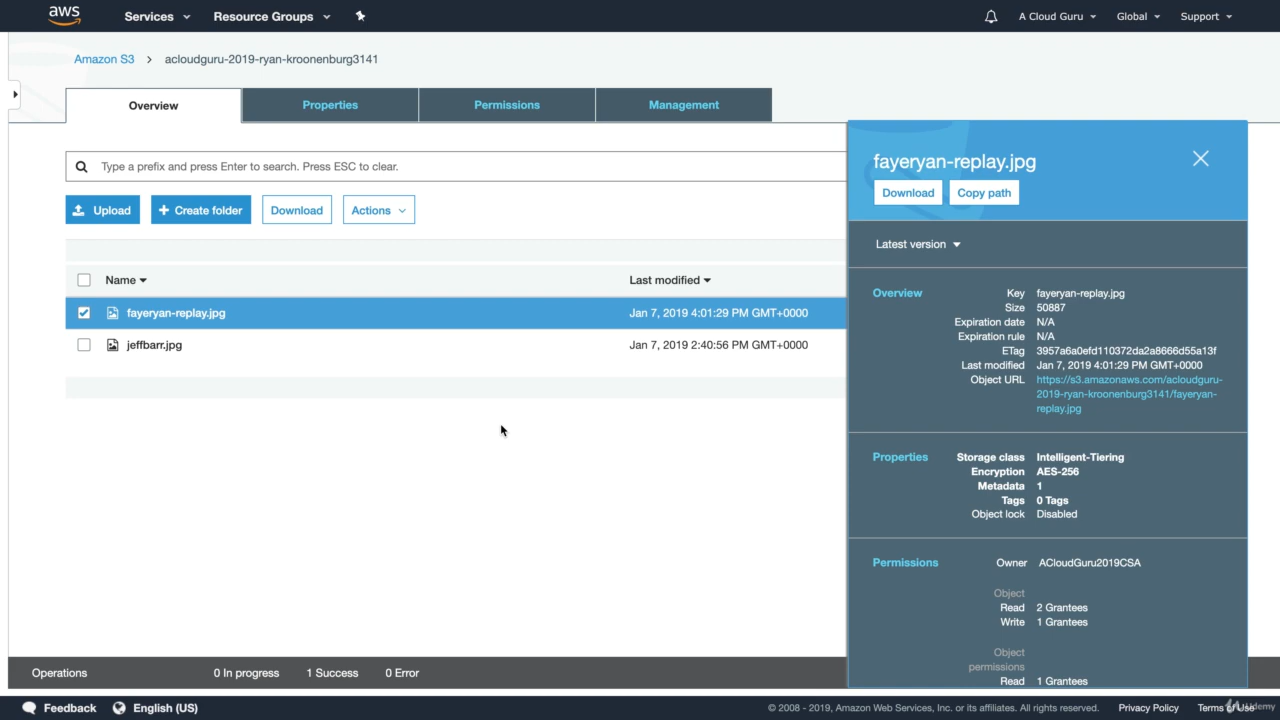 aws
Services
Resource Groups
A Cloud Guru
Global
Support
Amazon S3
acloudguru-2019-ryan-kroonenburg3141
Overview
Properties
Permissions
Management
Type a prefix and press Enter to search. Press ESC to clear.
Upload
Create folder
Download
Actions
Name
Last modified
fayeryan-replay.jpg
Jan 7, 2019 4:01:29 PM GMT+0000
jeffbarr.jpg
Jan 7, 2019 2:40:56 PM GMT+0000
fayeryan-replay.jpg
Download
Copy path
Latest version
Overview
Key fayeryan-replay.jpg
Size 50887
Expiration date N/A
Expiration rule N/A
ETag 3957a6a0efd110372da2a8666d55a13f
Last modified Jan 7, 2019 4:01:29 PM GMT+0000
Object URL https://s3.amazonaws.com/acloudguru-
2019-ryan-kroonenburg3141/fayeryan-
replay.jpg
Properties
Storage class Intelligent-Tiering
Encryption AES-256
Metadata 1
Tags 0 Tags
Object lock Disabled
Permissions
Owner ACloudGuru2019CSA
Object
Read 2 Grantees
Write 1 Grantees
Object
permissions
Read 1 Grantees
Operations
0 In progress
1 Success
0 Error
Feedback
English (US)
© 2008 - 2019, Amazon Web Services, Inc. or its affiliates. All rights reserved.
Privacy Policy
Terms of Use
Udemy